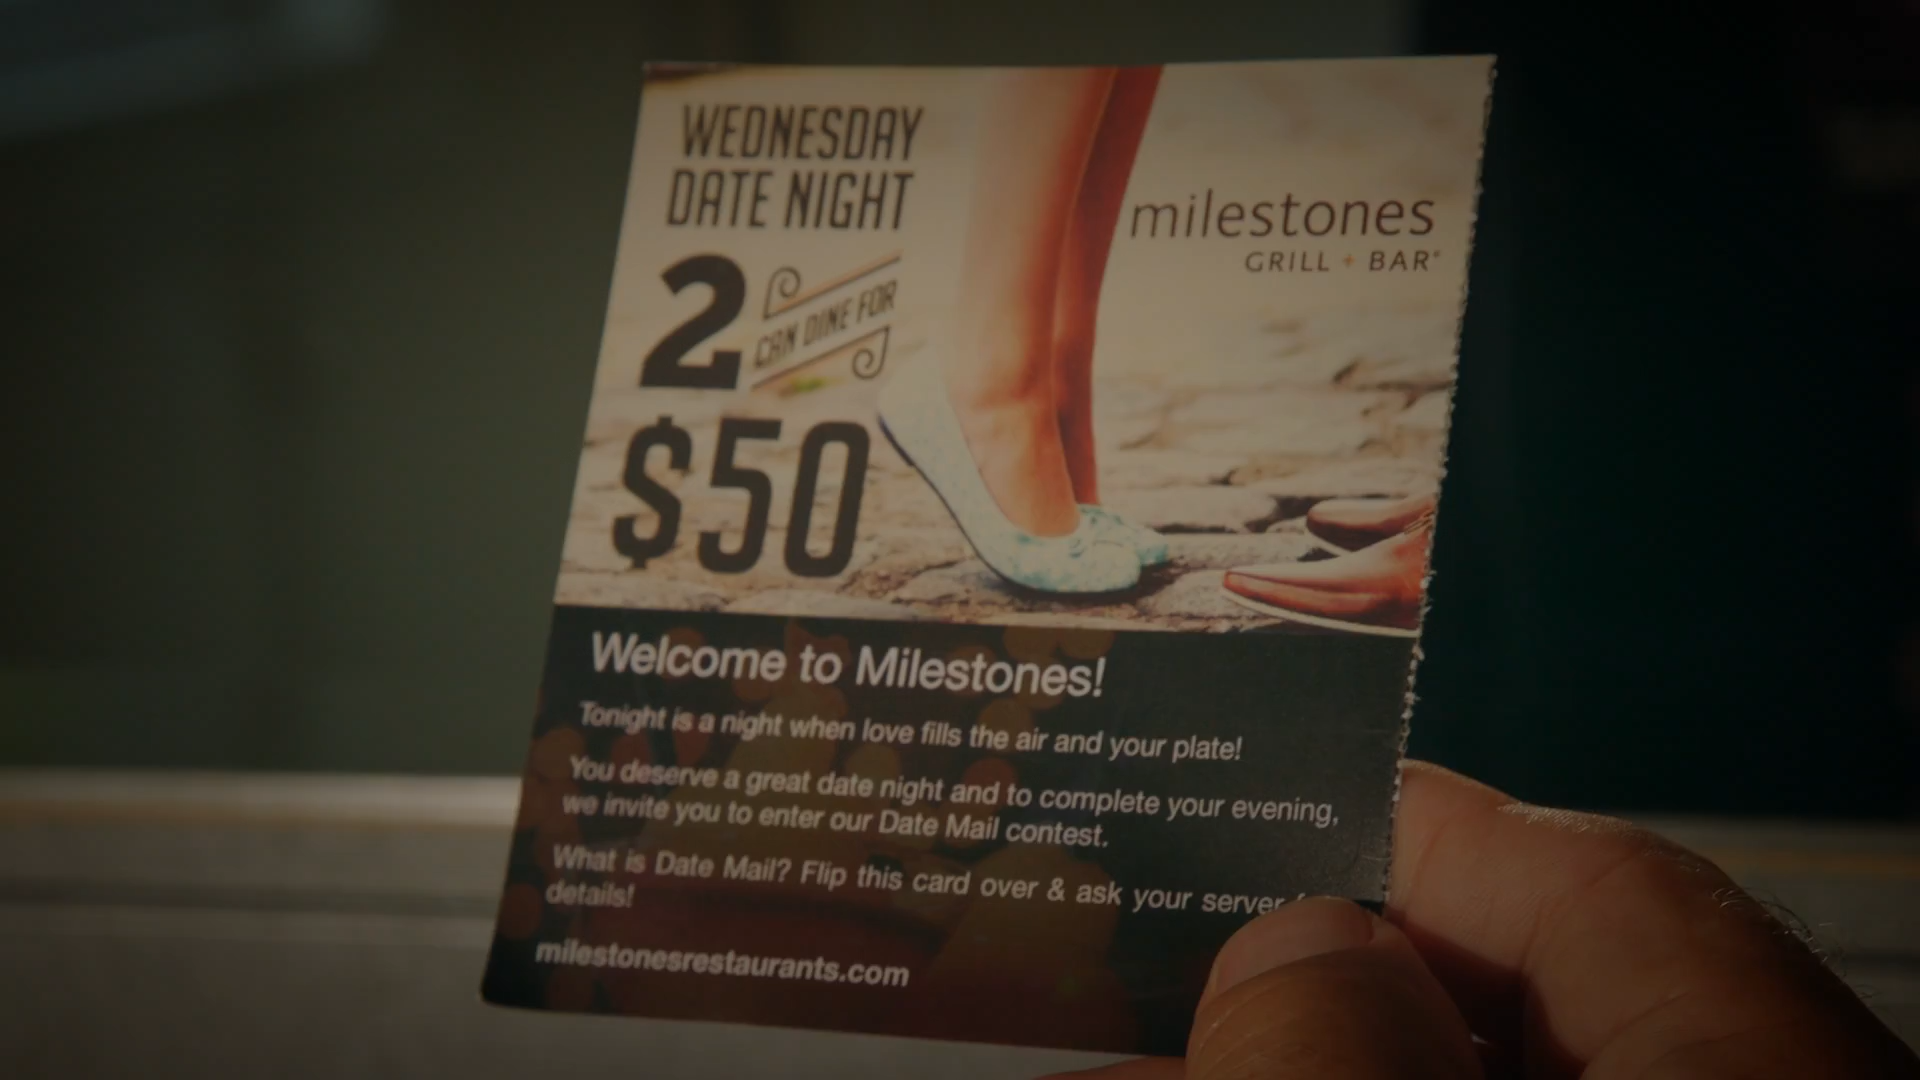 WEDNESDAY
DATE NIGHT
2 CAN DINE FOR
$50
milestones
GRILL + BAR®
Welcome to Milestones!
Tonight is a night when love fills the air and your plate!
You deserve a great date night and to complete your evening,
we invite you to enter our Date Mail contest.
What is Date Mail? Flip this card over & ask your server
details!
milestonesrestaurants.com